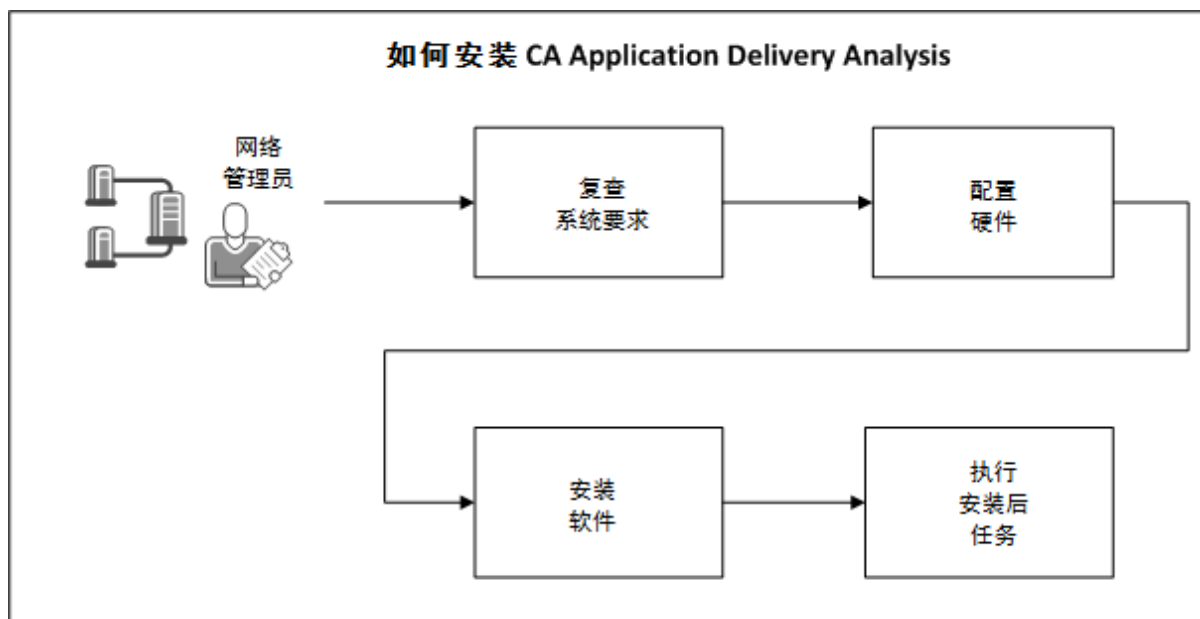 如何安装 CA Application Delivery Analysis
网络
管理员
复查
系统要求
配置
硬件
安装
软件
执行
安装后
任务